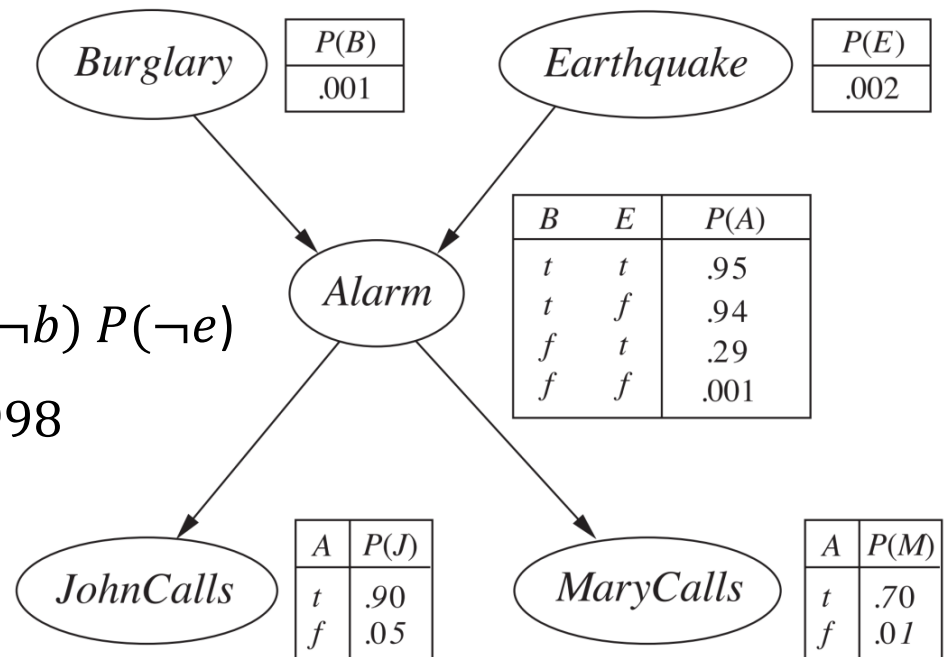 Burglary
P(B)
.001
Earthquake
P(E)
.002
B E P(A)
t t .95
t f .94
f t .29
f f .001
Alarm
¬b) P(¬e)
98
JohnCalls
A P(J)
t .90
f .05
MaryCalls
A P(M)
t .70
f .01